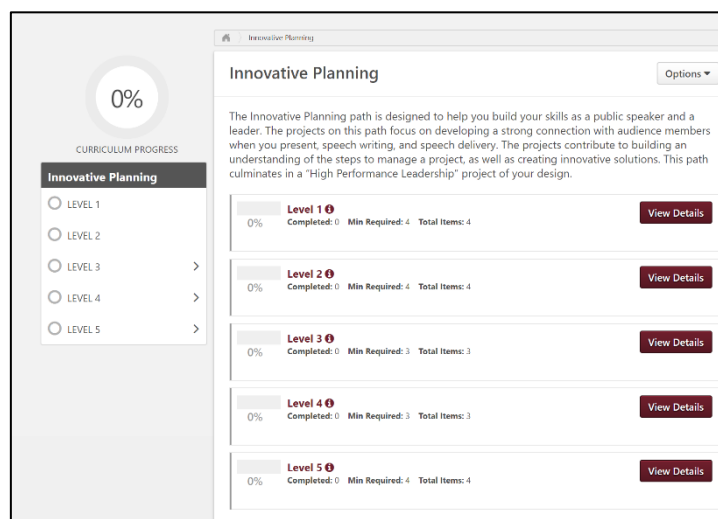 Innovative Planning
0%
CURRICULUM PROGRESS
Innovative Planning
LEVEL 1
LEVEL 2
LEVEL 3
LEVEL 4
LEVEL 5
Innovative Planning
Options
The Innovative Planning path is designed to help you build your skills as a public speaker and a
leader. The projects on this path focus on developing a strong connection with audience members
when you present, speech writing, and speech delivery. The projects contribute to building an
understanding of the steps to manage a project, as well as creating innovative solutions. This path
culminates in a “High Performance Leadership” project of your design.
0%
Level 1
Completed: 0 Min Required: 4 Total Items: 4
View Details
0%
Level 2
Completed: 0 Min Required: 4 Total Items: 4
View Details
0%
Level 3
Completed: 0 Min Required: 3 Total Items: 3
View Details
0%
Level 4
Completed: 0 Min Required: 3 Total Items: 3
View Details
0%
Level 5
Completed: 0 Min Required: 4 Total Items: 4
View Details